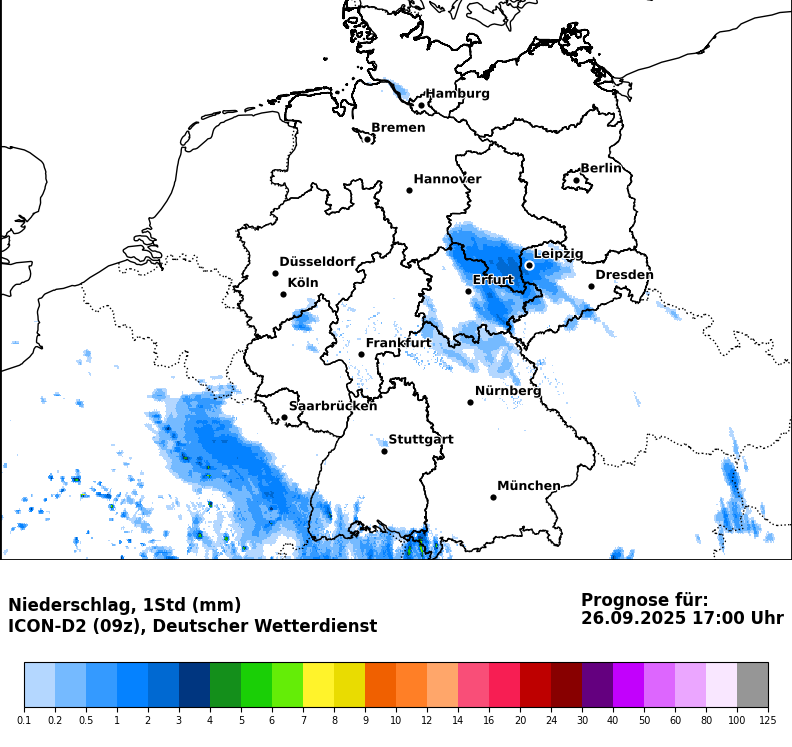 Hamburg
Bremen
Berlin
Hannover
Leipzig
Düsseldorf
Dresden
Erfurt
Köln
Frankfurt
Nürnberg
Saarbrücken
Stuttgart
München
Niederschlag, 1Std (mm)
ICON-D2 (09z), Deutscher Wetterdienst
Prognose für:
26.09.2025 17:00 Uhr
0.1 0.2 0.5 1 2 3 4 5 6 7 8 9 10 12 14 16 20 24 30 40 50 60 80 100 125